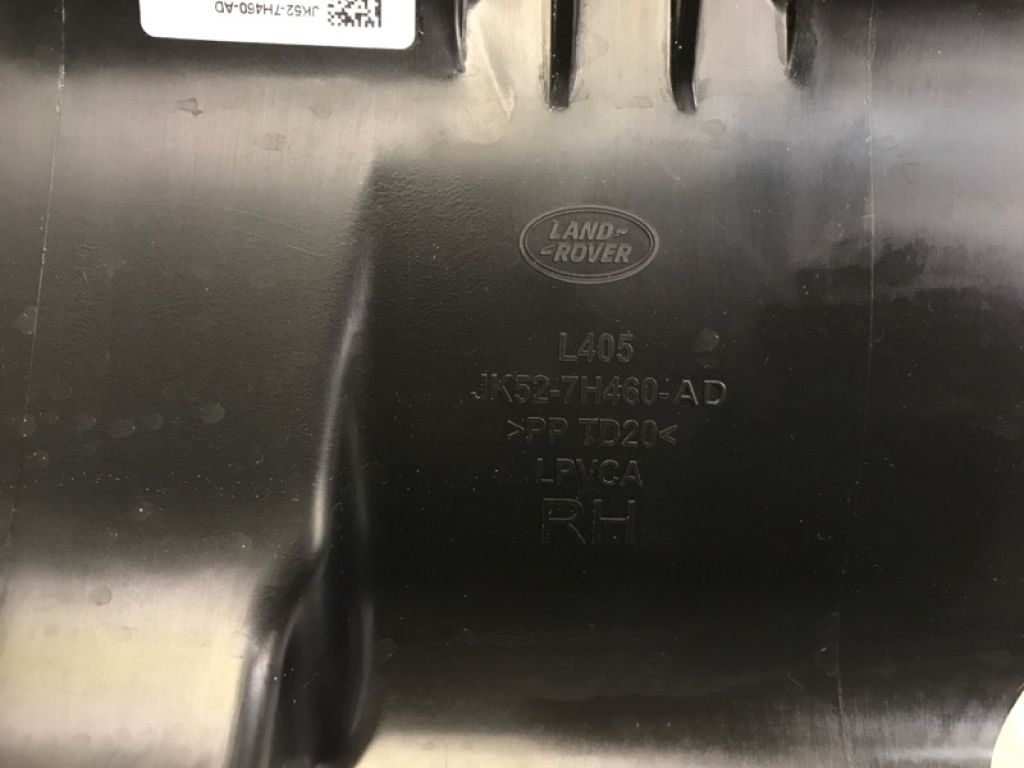 JK52-7H460-AD
LAND-
-ROVER
L405
JK52-7H460-AD
>PP TD20<
LPVCA
RH